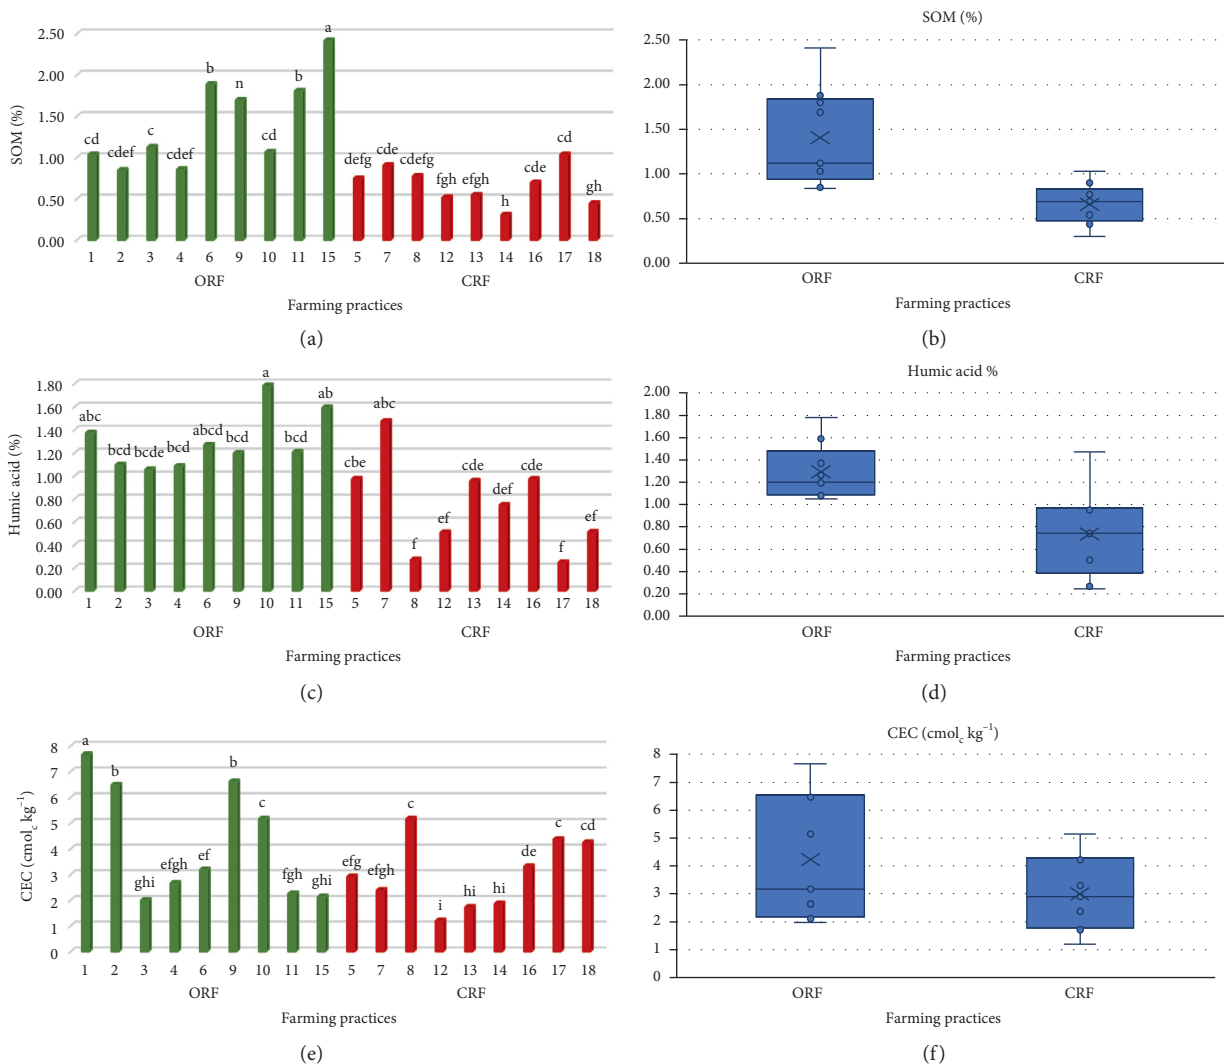 2.50
2.00
1.50
1.00
0.50
0.00
SOM (%)
cd cdef c cdef b n cd b a defg cde cdefg fgh efgh h cde cd gh
1 2 3 4 6 9 10 11 15 5 7 8 12 13 14 16 17 18
ORF CRF
Farming practices
(a)
SOM (%)
2.50
2.00
1.50
1.00
0.50
0.00
ORF CRF
Farming practices
(b)
1.80
1.60
1.40
1.20
1.00
0.80
0.60
0.40
0.20
0.00
Humic acid (%)
abc bcd bcde bcd abcd bcd a bcd ab cbe abc f ef cde def cde f ef
1 2 3 4 6 9 10 11 15 5 7 8 12 13 14 16 17 18
ORF CRF
Farming practices
(c)
Humic acid %
2.00
1.80
1.60
1.40
1.20
1.00
0.80
0.60
0.40
0.20
0.00
ORF CRF
Farming practices
(d)
8
7
6
5
4
3
2
1
0
CEC (cmolc kg−1)
a b ghi efgh ef b c fgh ghi efg efgh c i hi hi de c cd
1 2 3 4 6 9 10 11 15 5 7 8 12 13 14 16 17 18
ORF CRF
Farming practices
(e)
CEC (cmolc kg−1)
8
7
6
5
4
3
2
1
0
ORF CRF
Farming practices
(f)